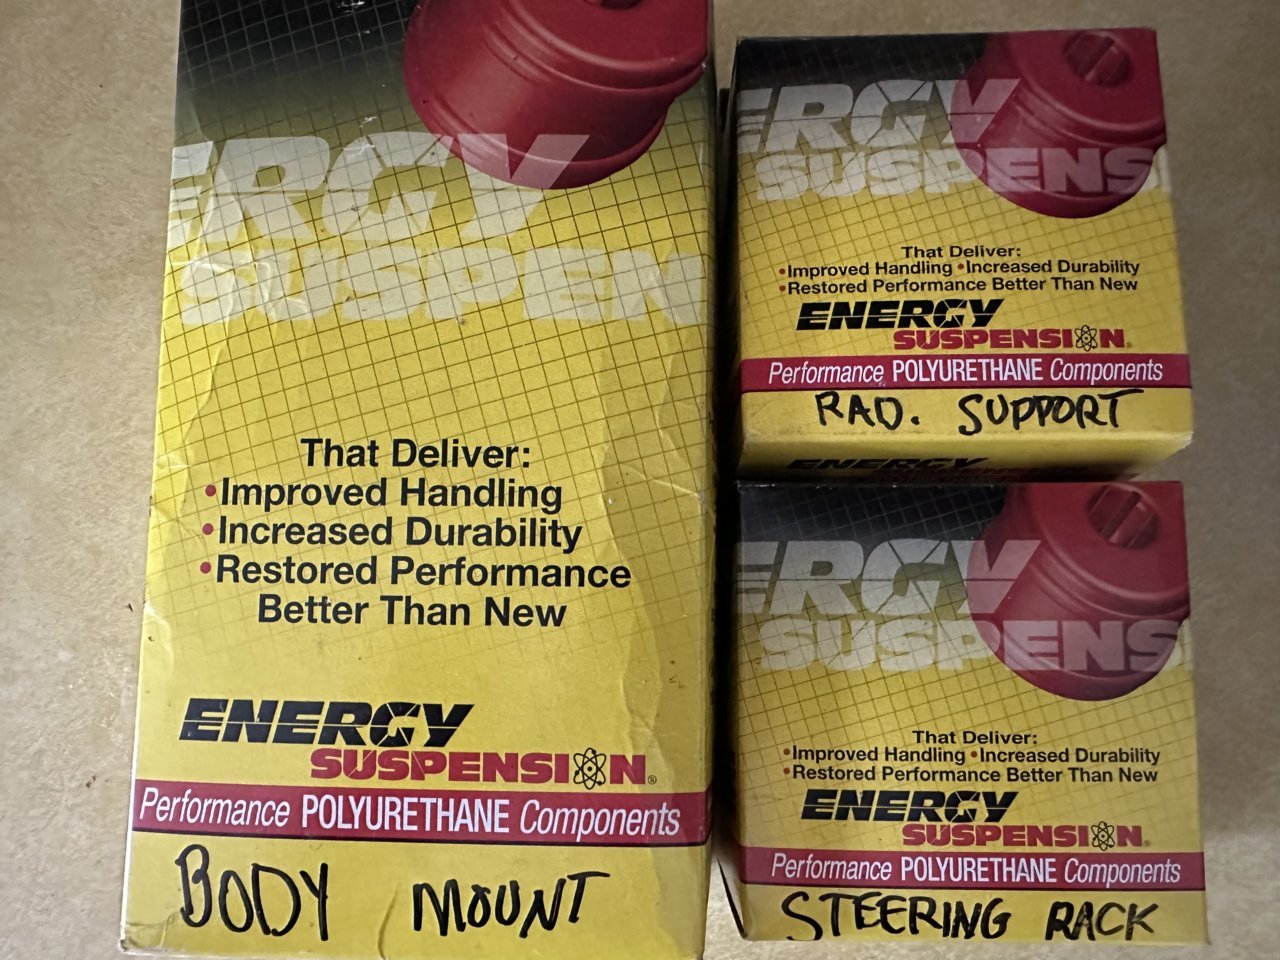 ERGY
SUSPEN
That Deliver:
•Improved Handling
•Increased Durability
•Restored Performance
Better Than New
ENERGY
SUSPENSION®
Performance POLYURETHANE Components
BODY MOUNT
ERGY
SUSPENSI
That Deliver:
•Improved Handling •Increased Durability
•Restored Performance Better Than New
ENERGY
SUSPENSION®
Performance POLYURETHANE Components
RAD. SUPPORT
ENERGY
ERGY
SUSPENS
That Deliver:
•Improved Handling •Increased Durability
•Restored Performance Better Than New
ENERGY
SUSPENSION®
Performance POLYURETHANE Components
STEERING RACK